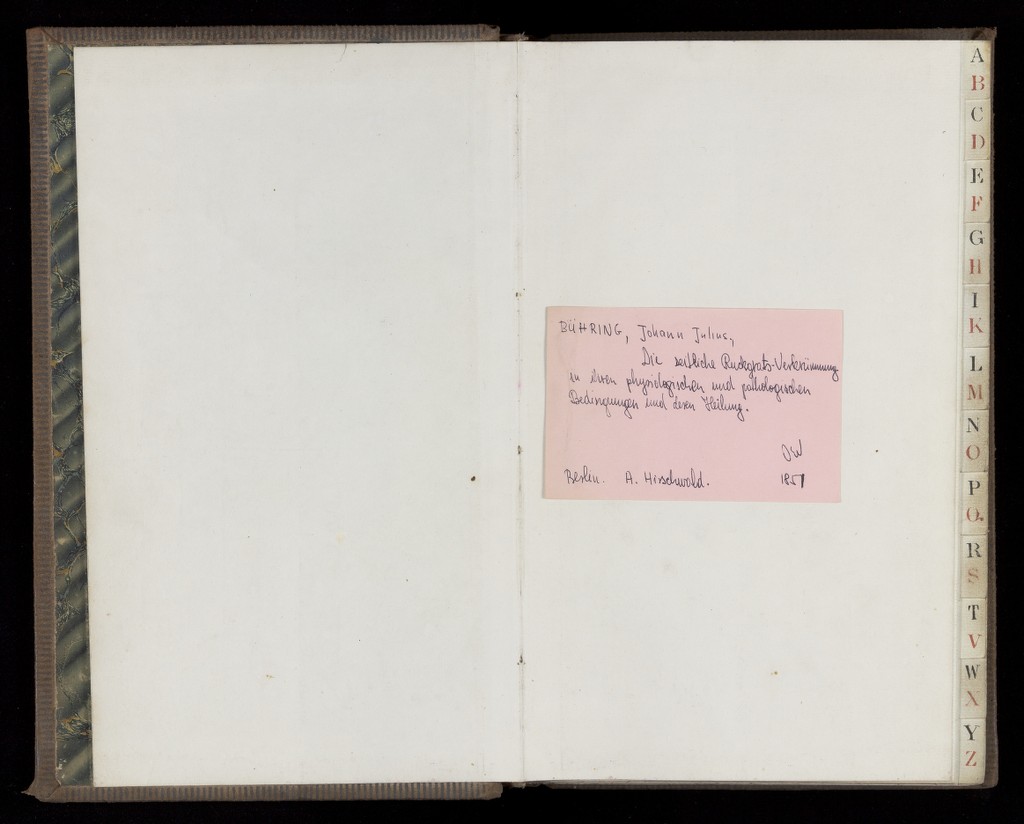 BÜHRING, Johann Julius,
Die seitliche Rückgrats-Verkrümmung
in ihren physiologischen und pathologischen
Bedingungen und deren Heilung.
Berlin. A. Hirschwald. 1851
A
B
C
D
E
F
G
H
I
K
L
M
N
O
P
Q.
R
S
T
V
W
X
Y
Z